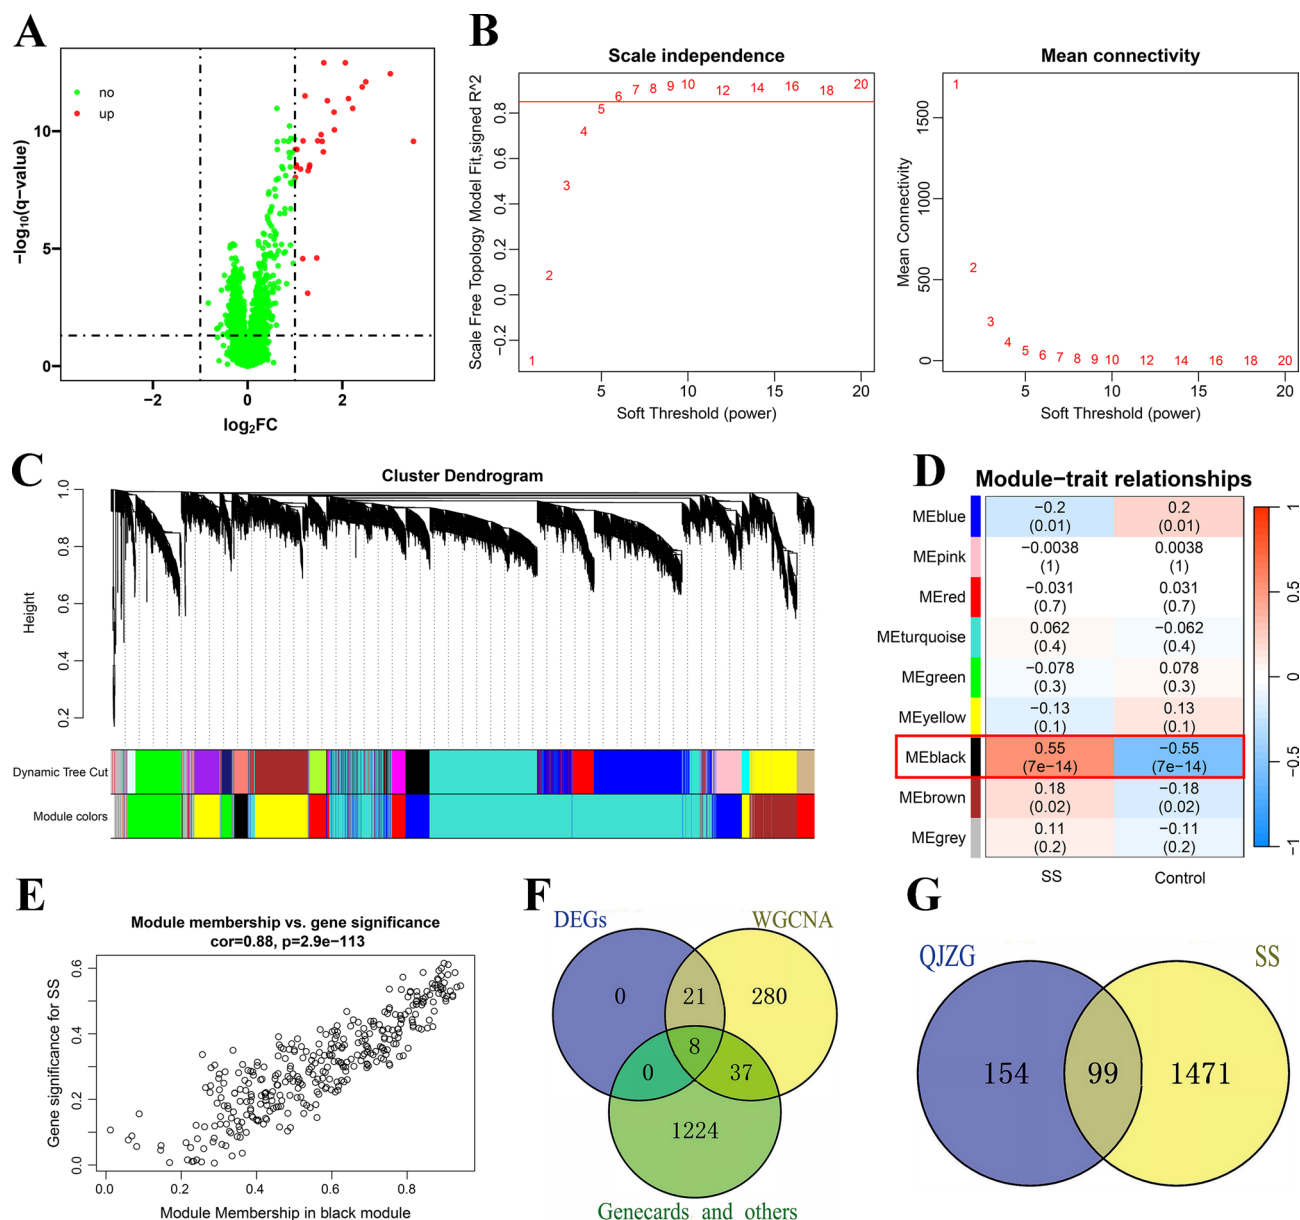 A
no
up
10
5
0
−log₁₀(q−value)
−2
0
2
log₂FC
B
Scale independence
Scale Free Topology Model Fit,signed R^2
0.8
0.6
0.4
0.2
0.0
−0.2
1
2
3
4
5
6
7
8
9
10
12
14
16
18
20
5
10
15
20
Soft Threshold (power)
Mean connectivity
Mean Connectivity
1500
1000
500
0
1
2
3
4
5
6
7
8
9
10
12
14
16
18
20
5
10
15
20
Soft Threshold (power)
C
Cluster Dendrogram
Height
1.0
0.8
0.6
0.4
0.2
Dynamic Tree Cut
Module colors
D
Module−trait relationships
MEblue
−0.2
(0.01)
0.2
(0.01)
MEpink
−0.0038
(1)
0.0038
(1)
MEred
−0.031
(0.7)
0.031
(0.7)
MEturquoise
0.062
(0.4)
−0.062
(0.4)
MEgreen
−0.078
(0.3)
0.078
(0.3)
MEyellow
−0.13
(0.1)
0.13
(0.1)
MEblack
0.55
(7e−14)
−0.55
(7e−14)
MEbrown
0.18
(0.02)
−0.18
(0.02)
MEgrey
0.11
(0.2)
−0.11
(0.2)
SS
Control
1
0.5
0
−0.5
−1
E
Module membership vs. gene significance
cor=0.88, p=2.9e−113
Gene significance for SS
0.6
0.4
0.2
0.0
0.0
0.2
0.4
0.6
0.8
Module Membership in black module
F
DEGs
WGCNA
0
21
280
8
0
37
1224
Genecards and others
G
QJZG
SS
154
99
1471